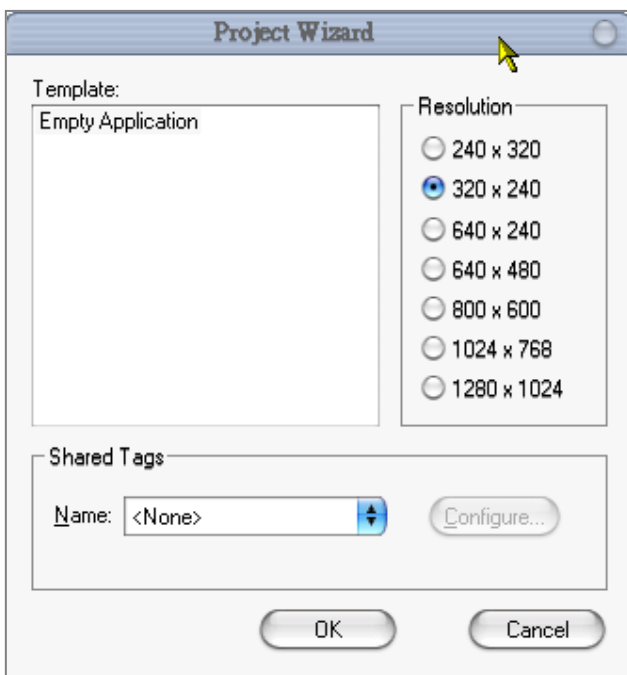 Project Wizard
Template:
Empty Application
Resolution
240 x 320
320 x 240
640 x 240
640 x 480
800 x 600
1024 x 768
1280 x 1024
Shared Tags
Name: <None> Configure...
OK Cancel